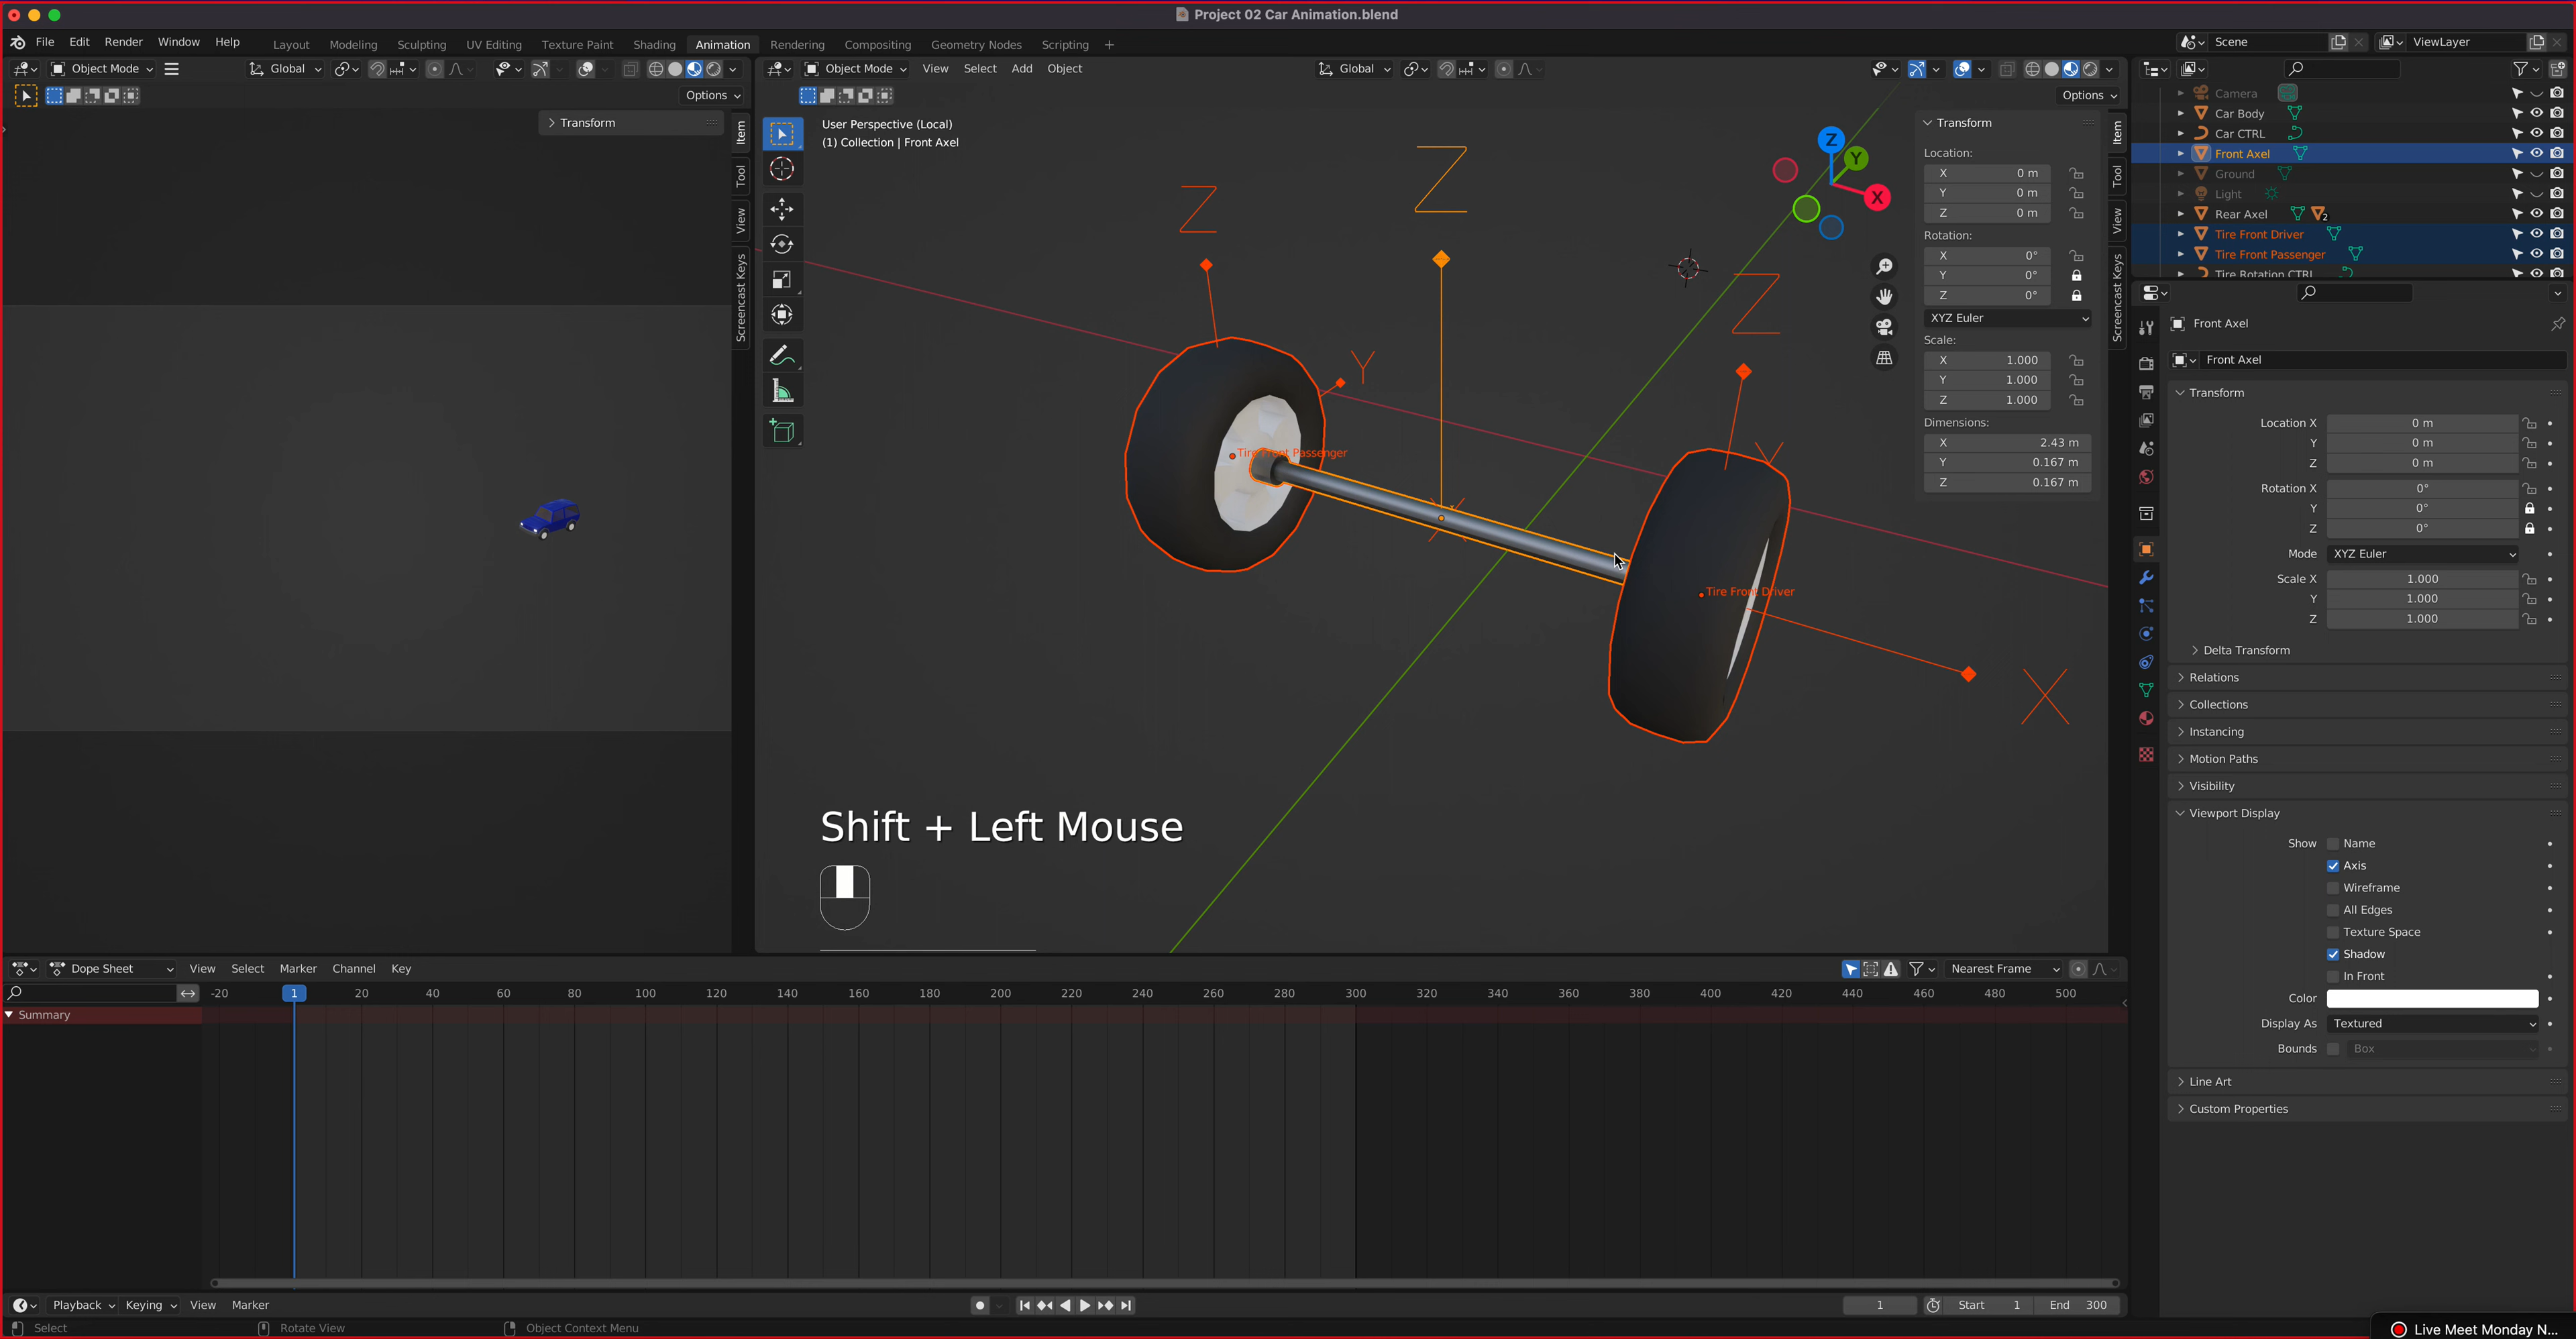 Project 02 Car Animation.blend
File Edit Render Window Help Layout Modeling Sculpting UV Editing Texture Paint Shading Animation Rendering Compositing Geometry Nodes Scripting + Scene ViewLayer
Object Mode Global
Options
Transform
Item
Tool
View
Screencast Keys
Object Mode View Select Add Object Global
Options
User Perspective (Local)
(1) Collection | Front Axel
Z
Z
Z
Y
X
Tire Front Passenger
Tire Front Driver
Z
Y
X
Shift + Left Mouse
Transform
Location:
X 0 m
Y 0 m
Z 0 m
Rotation:
X 0°
Y 0°
Z 0°
XYZ Euler
Scale:
X 1.000
Y 1.000
Z 1.000
Dimensions:
X 2.43 m
Y 0.167 m
Z 0.167 m
Item
Tool
View
Screencast Keys
Camera
Car Body
Car CTRL
Front Axel
Ground
Light
Rear Axel 2
Tire Front Driver
Tire Front Passenger
Tire Rotation CTRL
Front Axel
Front Axel
Transform
Location X 0 m
Y 0 m
Z 0 m
Rotation X 0°
Y 0°
Z 0°
Mode XYZ Euler
Scale X 1.000
Y 1.000
Z 1.000
Delta Transform
Relations
Collections
Instancing
Motion Paths
Visibility
Viewport Display
Show Name
Axis
Wireframe
All Edges
Texture Space
Shadow
In Front
Color
Display As Textured
Bounds Box
Line Art
Custom Properties
Dope Sheet View Select Marker Channel Key Nearest Frame
-20 1 20 40 60 80 100 120 140 160 180 200 220 240 260 280 300 320 340 360 380 400 420 440 460 480 500
Summary
Playback Keying View Marker 1 Start 1 End 300
Select Rotate View Object Context Menu
Live Meet Monday N...